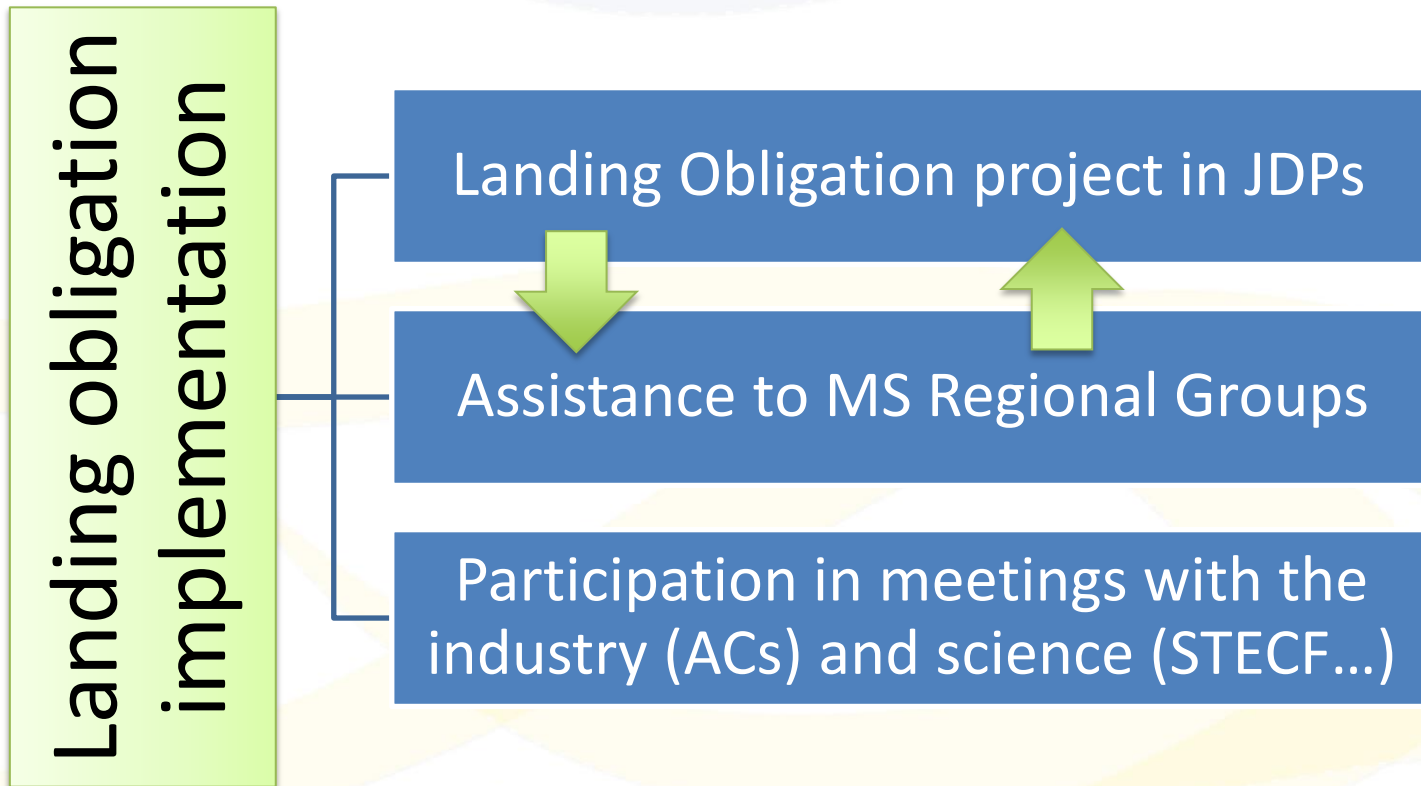 Landing obligation
implementation
Landing Obligation project in JDPs
Assistance to MS Regional Groups
Participation in meetings with the
industry (ACs) and science (STECF…)